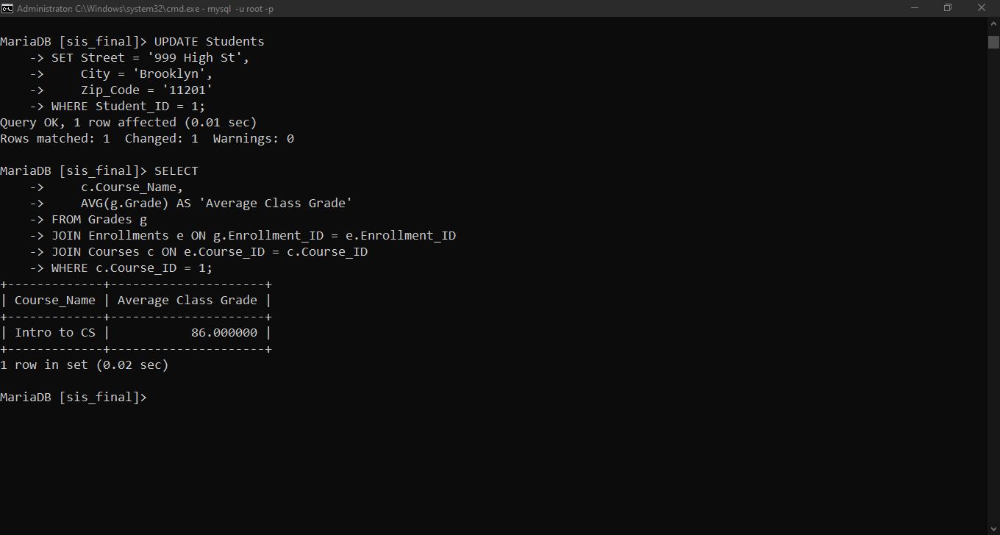 Administrator: C:\Windows\system32\cmd.exe - mysql  -u root -p
MariaDB [sis_final]> UPDATE Students
    -> SET Street = '999 High St',
    ->     City = 'Brooklyn',
    ->     Zip_Code = '11201'
    -> WHERE Student_ID = 1;
Query OK, 1 row affected (0.01 sec)
Rows matched: 1  Changed: 1  Warnings: 0
MariaDB [sis_final]> SELECT
    ->     c.Course_Name,
    ->     AVG(g.Grade) AS 'Average Class Grade'
    -> FROM Grades g
    -> JOIN Enrollments e ON g.Enrollment_ID = e.Enrollment_ID
    -> JOIN Courses c ON e.Course_ID = c.Course_ID
    -> WHERE c.Course_ID = 1;
+-------------+---------------------+
| Course_Name | Average Class Grade |
+-------------+---------------------+
| Intro to CS |           86.000000 |
+-------------+---------------------+
1 row in set (0.02 sec)
MariaDB [sis_final]>